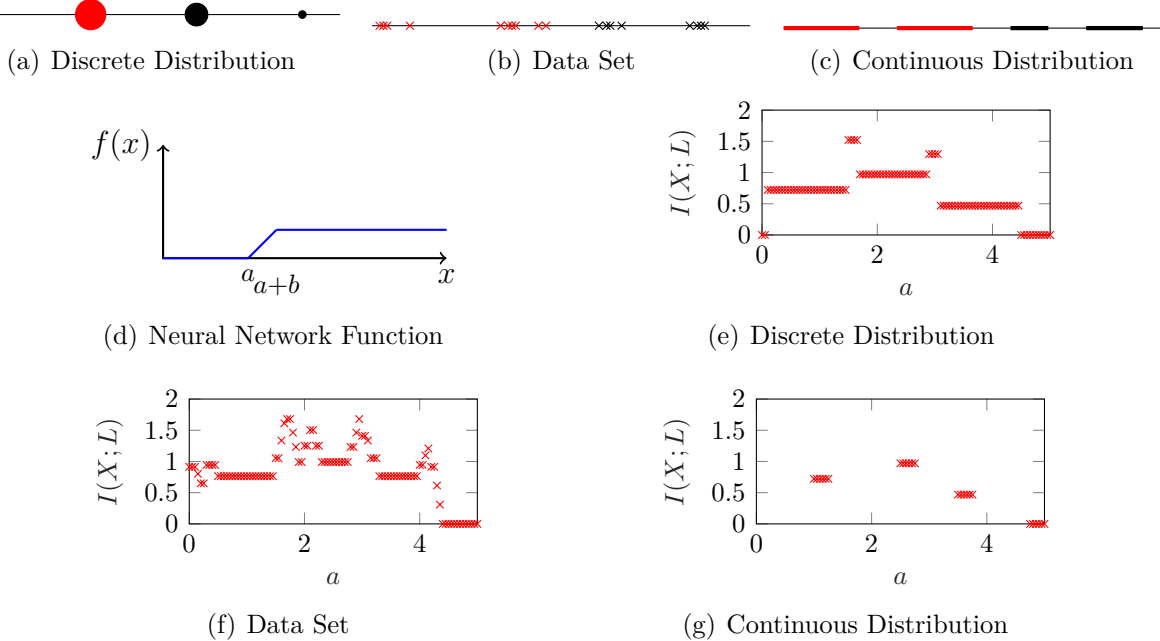 (a) Discrete Distribution
(b) Data Set
(c) Continuous Distribution
f(x)
a
a+b
x
(d) Neural Network Function
I(X; L)
2
1.5
1
0.5
0
0 2 4
a
(e) Discrete Distribution
I(X; L)
2
1.5
1
0.5
0
0 2 4
a
(f) Data Set
I(X; L)
2
1.5
1
0.5
0
0 2 4
a
(g) Continuous Distribution